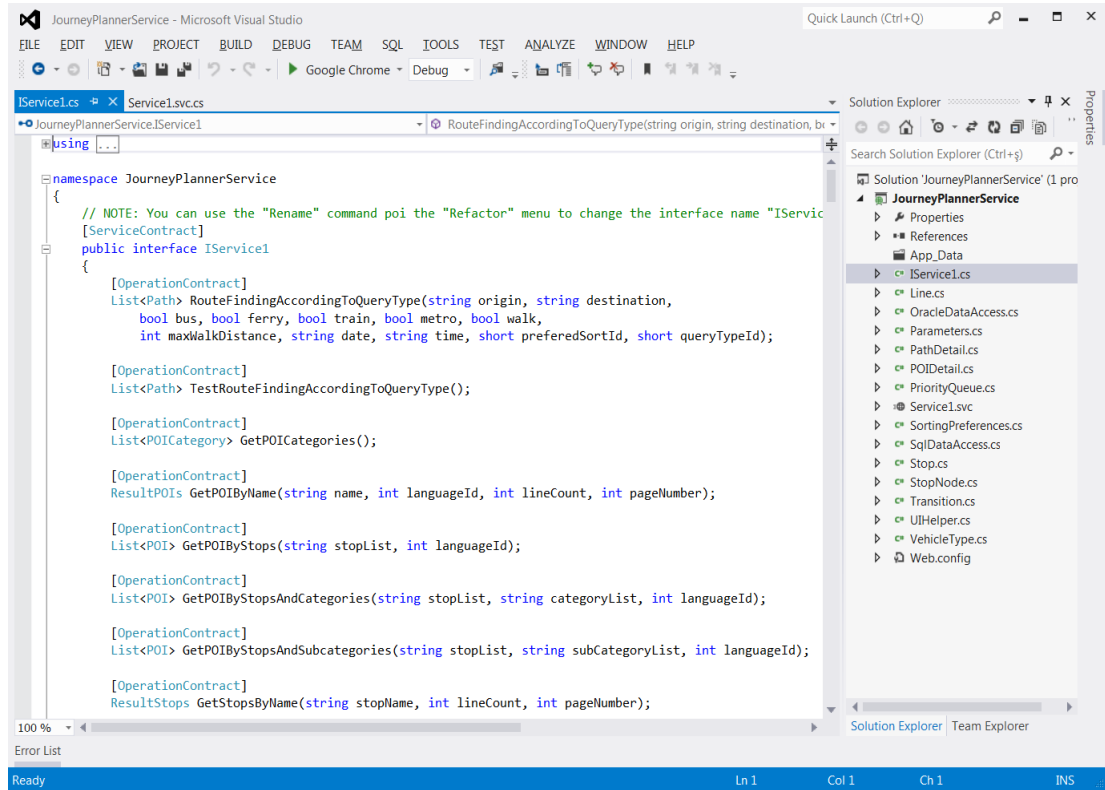 JourneyPlannerService - Microsoft Visual Studio
Quick Launch (Ctrl+Q)
FILE EDIT VIEW PROJECT BUILD DEBUG TEAM SQL TOOLS TEST ANALYZE WINDOW HELP
Google Chrome Debug
IService1.cs Service1.svc.cs
JourneyPlannerService.IService1
RouteFindingAccordingToQueryType(string origin, string destination, bo
using ...
namespace JourneyPlannerService
{
// NOTE: You can use the "Rename" command poi the "Refactor" menu to change the interface name "IServic
[ServiceContract]
public interface IService1
{
[OperationContract]
List<Path> RouteFindingAccordingToQueryType(string origin, string destination,
bool bus, bool ferry, bool train, bool metro, bool walk,
int maxWalkDistance, string date, string time, short preferedSortId, short queryTypeId);
[OperationContract]
List<Path> TestRouteFindingAccordingToQueryType();
[OperationContract]
List<POICategory> GetPOICategories();
[OperationContract]
ResultPOIs GetPOIByName(string name, int languageId, int lineCount, int pageNumber);
[OperationContract]
List<POI> GetPOIByStops(string stopList, int languageId);
[OperationContract]
List<POI> GetPOIByStopsAndCategories(string stopList, string categoryList, int languageId);
[OperationContract]
List<POI> GetPOIByStopsAndSubcategories(string stopList, string subCategoryList, int languageId);
[OperationContract]
ResultStops GetStopsByName(string stopName, int lineCount, int pageNumber);
100 %
Solution Explorer
Search Solution Explorer (Ctrl+ş)
Solution 'JourneyPlannerService' (1 pro
JourneyPlannerService
Properties
References
App_Data
IService1.cs
Line.cs
OracleDataAccess.cs
Parameters.cs
PathDetail.cs
POIDetail.cs
PriorityQueue.cs
Service1.svc
SortingPreferences.cs
SqlDataAccess.cs
Stop.cs
StopNode.cs
Transition.cs
UIHelper.cs
VehicleType.cs
Web.config
Solution Explorer Team Explorer
Properties
Error List
Ready Ln 1 Col 1 Ch 1 INS